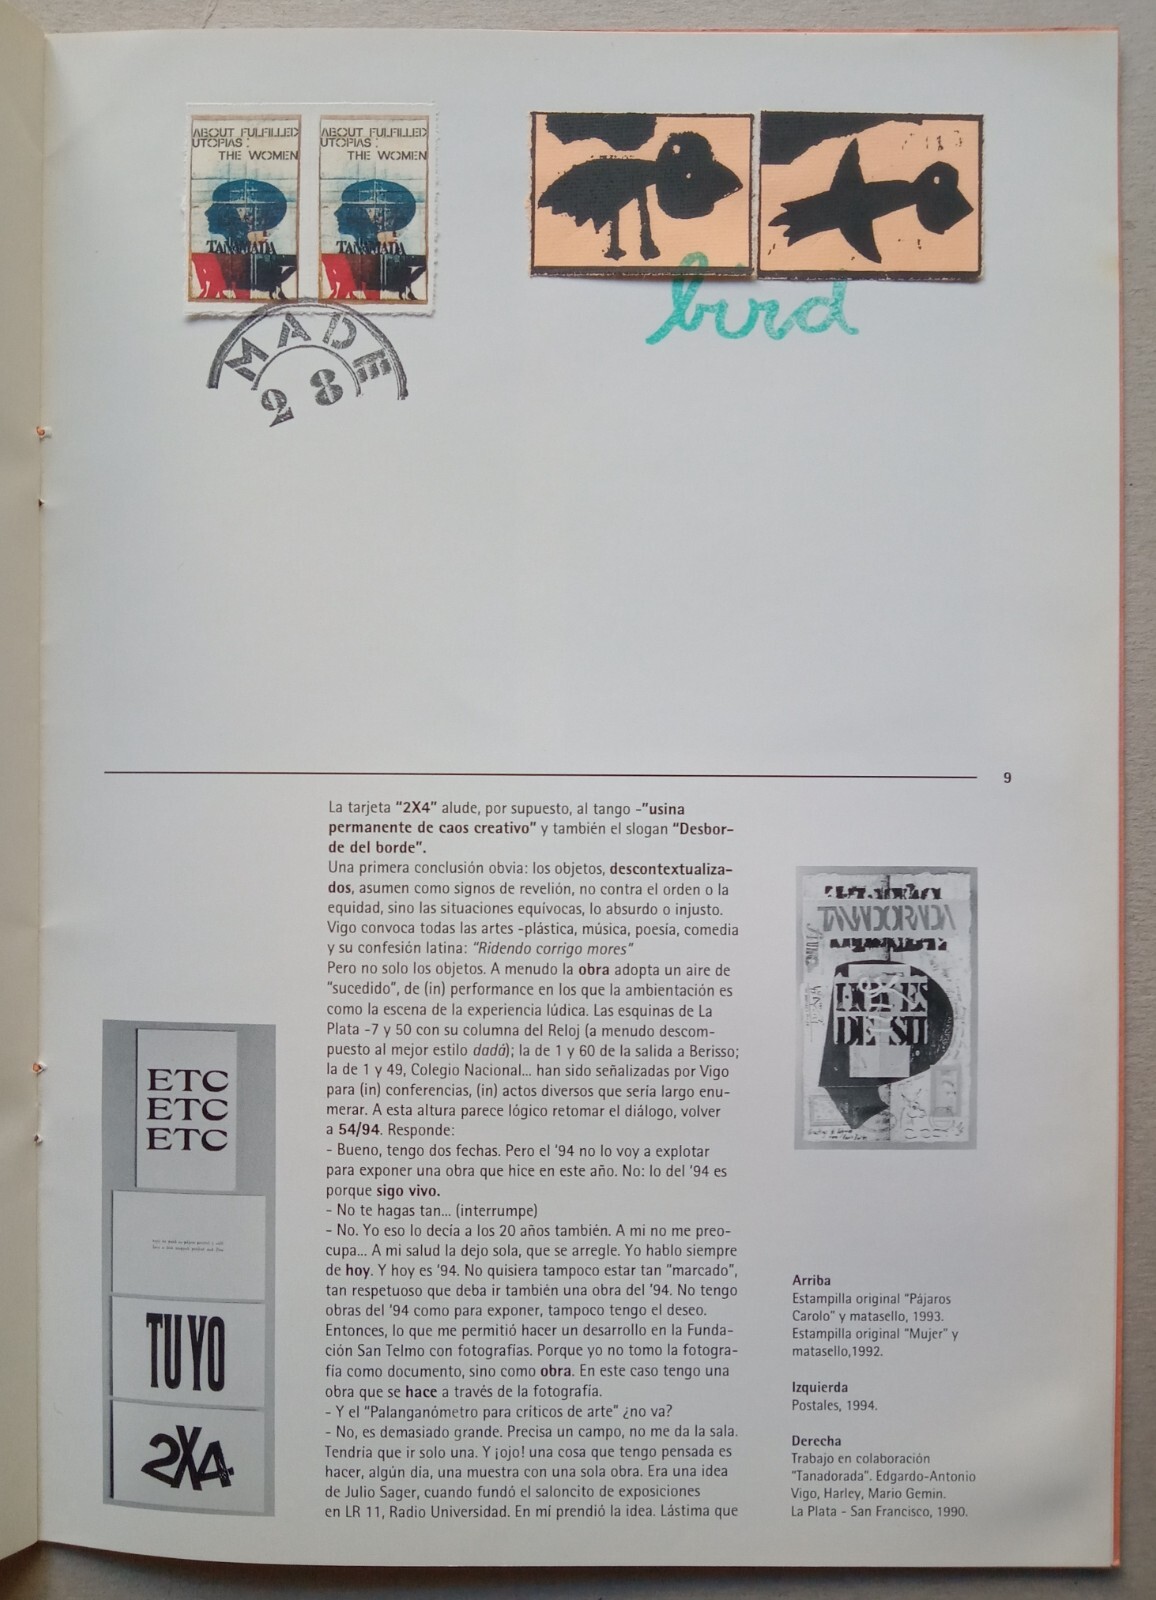 ABOUT FULFILLED
UTOPIAS:
THE WOMEN
TANAMADA
ABOUT FULFILLED
UTOPIAS:
THE WOMEN
TANAMADA
MADE
28
bird
9
La tarjeta "2X4" alude, por supuesto, al tango -"usina
permanente de caos creativo" y también el slogan "Desbor-
de del borde".
Una primera conclusión obvia: los objetos, descontextualiza-
dos, asumen como signos de revelión, no contra el orden o la
equidad, sino las situaciones equívocas, lo absurdo o injusto.
Vigo convoca todas las artes -plástica, música, poesía, comedia
y su confesión latina: "Ridendo corrigo mores"
Pero no solo los objetos. A menudo la obra adopta un aire de
"sucedido", de (in) performance en los que la ambientación es
como la escena de la experiencia lúdica. Las esquinas de La
Plata -7 y 50 con su columna del Reloj (a menudo descom-
puesto al mejor estilo dadá); la de 1 y 60 de la salida a Berisso;
la de 1 y 49, Colegio Nacional... han sido señalizadas por Vigo
para (in) conferencias, (in) actos diversos que sería largo enu-
merar. A esta altura parece lógico retomar el diálogo, volver
a 54/94. Responde:
- Bueno, tengo dos fechas. Pero el '94 no lo voy a explotar
para exponer una obra que hice en este año. No: lo del '94 es
porque sigo vivo.
- No te hagas tan... (interrumpe)
- No. Yo eso lo decía a los 20 años también. A mi no me preo-
cupa... A mi salud la dejo sola, que se arregle. Yo hablo siempre
de hoy. Y hoy es '94. No quisiera tampoco estar tan "marcado",
tan respetuoso que deba ir también una obra del '94. No tengo
obras del '94 como para exponer, tampoco tengo el deseo.
Entonces, lo que me permitió hacer un desarrollo en la Funda-
ción San Telmo con fotografías. Porque yo no tomo la fotogra-
fía como documento, sino como obra. En este caso tengo una
obra que se hace a través de la fotografía.
- Y el "Palanganómetro para críticos de arte" ¿no va?
- No, es demasiado grande. Precisa un campo, no me da la sala.
Tendría que ir solo una. Y ¡ojo! una cosa que tengo pensada es
hacer, algún día, una muestra con una sola obra. Era una idea
de Julio Sager, cuando fundó el saloncito de exposiciones
en LR 11, Radio Universidad. En mí prendió la idea. Lástima que
ETC
ETC
ETC
TU YO
2X4
Arriba
Estampilla original "Pájaros
Carolo" y matasello, 1993.
Estampilla original "Mujer" y
matasello,1992.
Izquierda
Postales, 1994.
Derecha
Trabajo en colaboración
"Tanadorada". Edgardo-Antonio
Vigo, Harley, Mario Gemin.
La Plata - San Francisco, 1990.